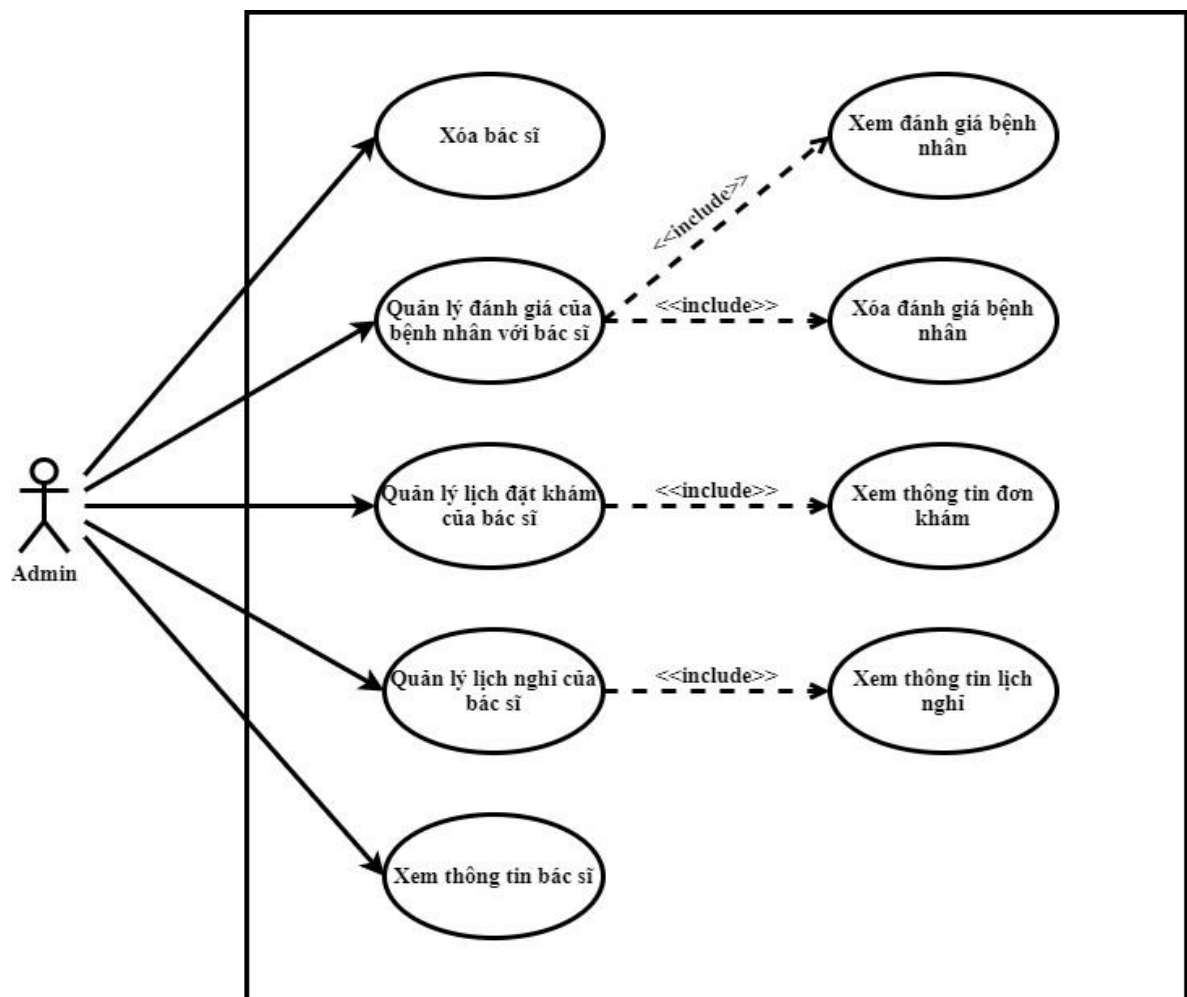 Xóa bác sĩ
Xem đánh giá bệnh
nhân
<<include>>
Quản lý đánh giá của
bệnh nhân với bác sĩ
<<include>>
Xóa đánh giá bệnh
nhân
Admin
Quản lý lịch đặt khám
của bác sĩ
<<include>>
Xem thông tin đơn
khám
Quản lý lịch nghỉ của
bác sĩ
<<include>>
Xem thông tin lịch
nghỉ
Xem thông tin bác sĩ